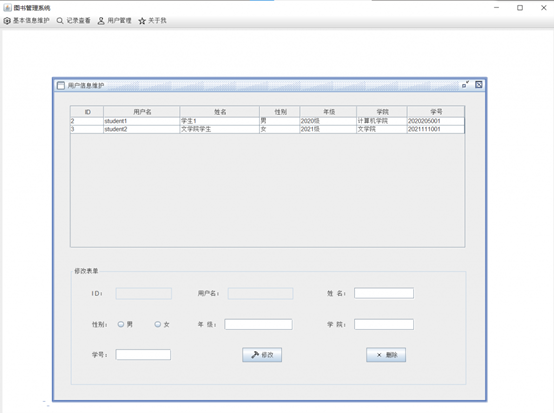 图书管理系统
基本信息维护 记录查看 用户管理 关于我
用户信息维护
ID 用户名 姓名 性别 年级 学院 学号
2 student1 学生1 男 2020级 计算机学院 2020205001
3 student2 文学院学生 女 2021级 文学院 2021111001
修改表单
ID： 用户名： 姓 名：
性别： 男 女 年 级： 学 院：
学号： 修改 删除